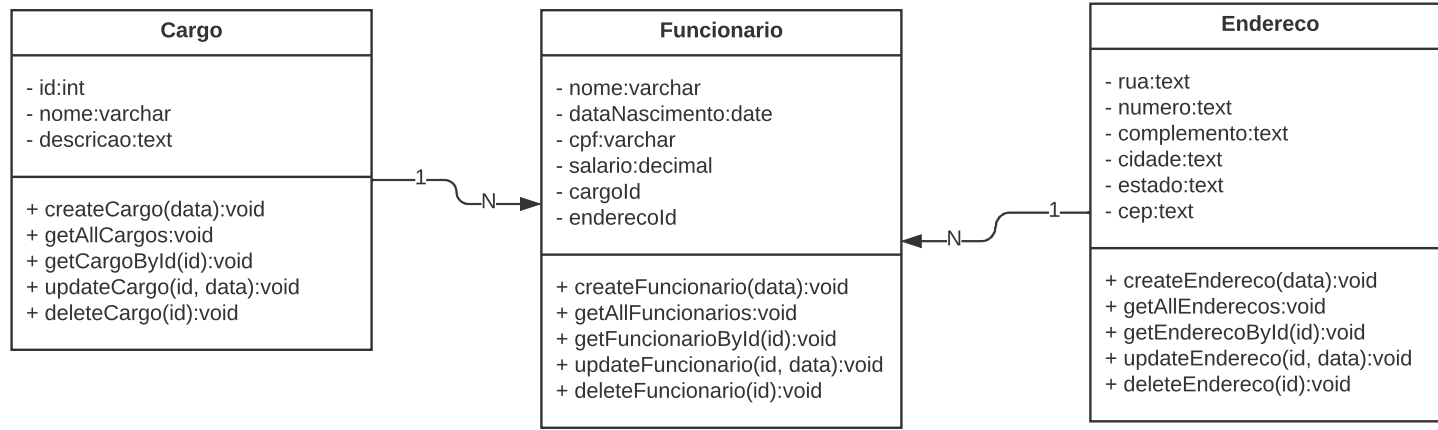 Cargo
- id:int
- nome:varchar
- descricao:text
+ createCargo(data):void
+ getAllCargos:void
+ getCargoById(id):void
+ updateCargo(id, data):void
+ deleteCargo(id):void
1
N
Funcionario
- nome:varchar
- dataNascimento:date
- cpf:varchar
- salario:decimal
- cargoId
- enderecoId
+ createFuncionario(data):void
+ getAllFuncionarios:void
+ getFuncionarioById(id):void
+ updateFuncionario(id, data):void
+ deleteFuncionario(id):void
N
1
Endereco
- rua:text
- numero:text
- complemento:text
- cidade:text
- estado:text
- cep:text
+ createEndereco(data):void
+ getAllEnderecos:void
+ getEnderecoById(id):void
+ updateEndereco(id, data):void
+ deleteEndereco(id):void